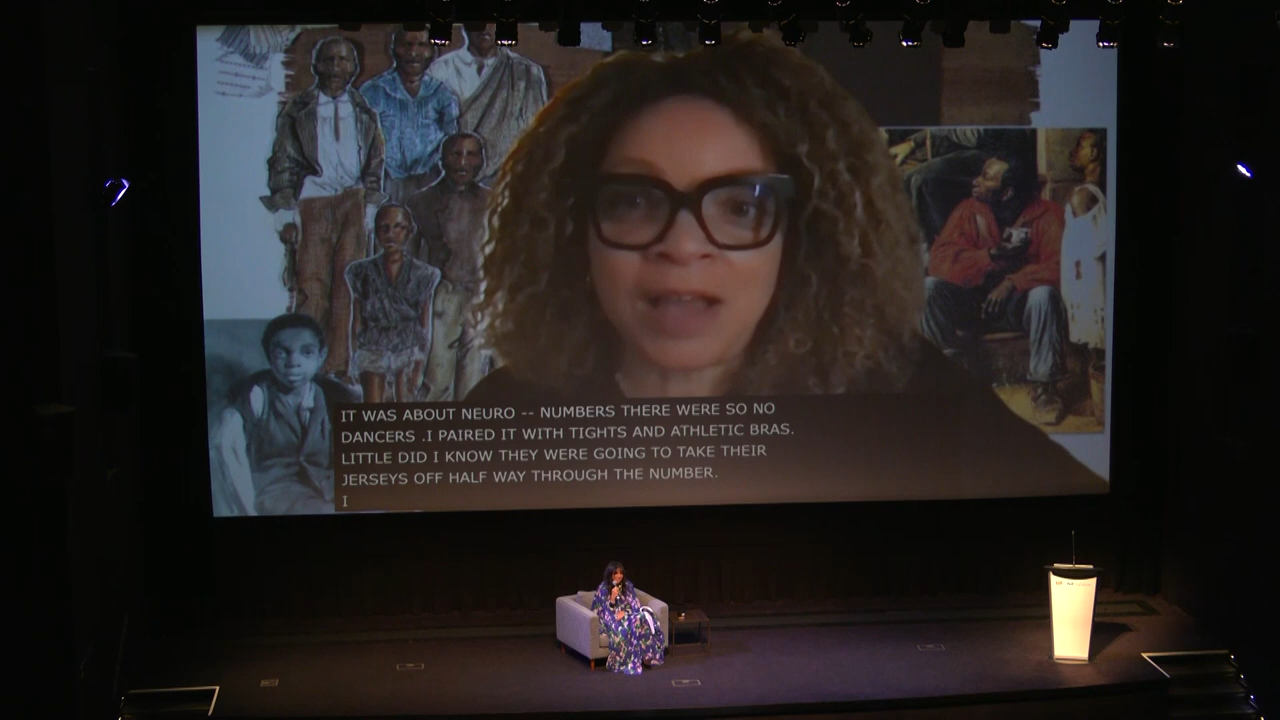 IT WAS ABOUT NEURO -- NUMBERS THERE WERE SO NO
DANCERS .I PAIRED IT WITH TIGHTS AND ATHLETIC BRAS.
LITTLE DID I KNOW THEY WERE GOING TO TAKE THEIR
JERSEYS OFF HALF WAY THROUGH THE NUMBER.
I